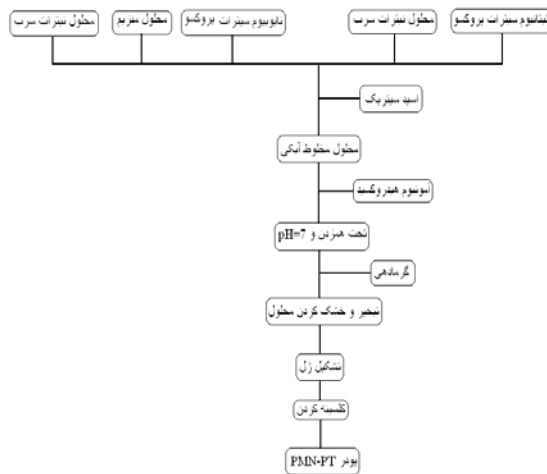 تیتانیوم سیترات پروکسو
محلول نیترات سرب
نایوبیوم سیترات پروکسو
محلول منزیم
محلول نیترات سرب
اسید سیتریک
محلول مخلوط آبکی
آمونیوم هیدروکسید
تحت همزدن و pH=7
گرمادهی
تبخیر و خشک کردن محلول
تشکیل ژل
کلسینه کردن
پودر PMN-PT